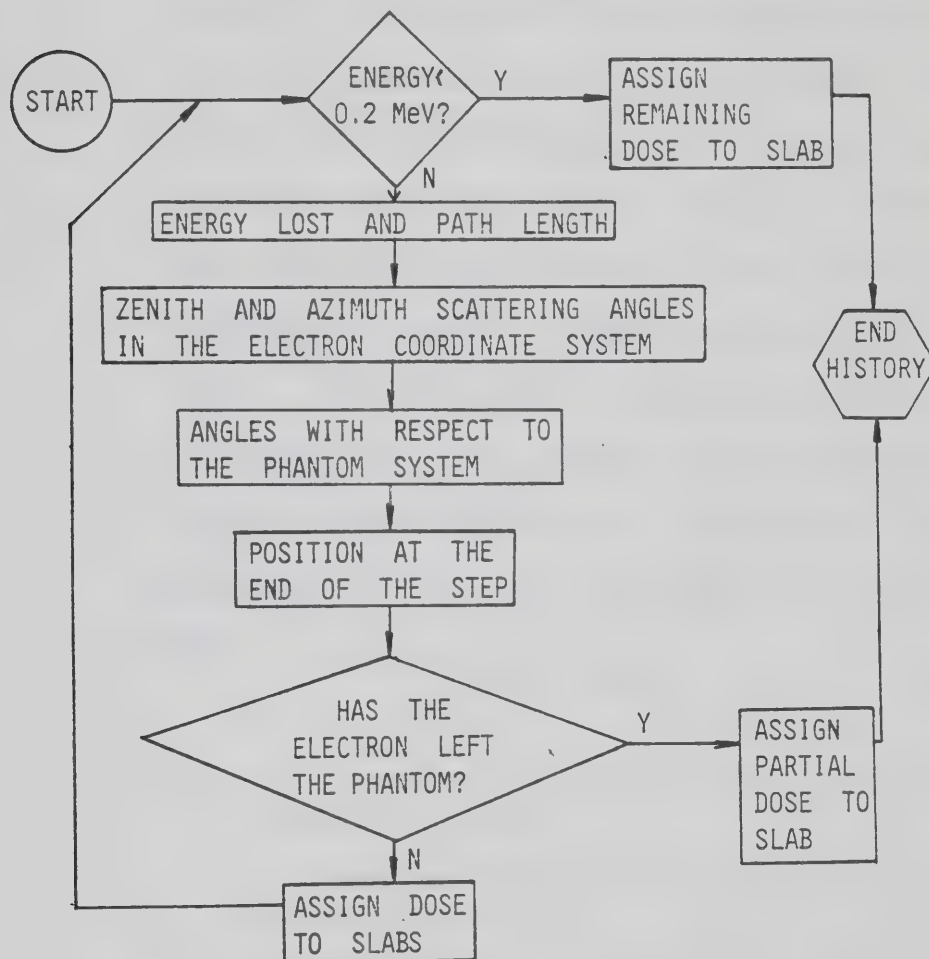 START
ENERGY<
0.2 MeV?
Y
ASSIGN
REMAINING
DOSE TO SLAB
N
ENERGY LOST AND PATH LENGTH
ZENITH AND AZIMUTH SCATTERING ANGLES
IN THE ELECTRON COORDINATE SYSTEM
END
HISTORY
ANGLES WITH RESPECT TO
THE PHANTOM SYSTEM
POSITION AT THE
END OF THE STEP
HAS THE
ELECTRON LEFT
THE PHANTOM?
Y
ASSIGN
PARTIAL
DOSE TO
SLAB
N
ASSIGN DOSE
TO SLABS